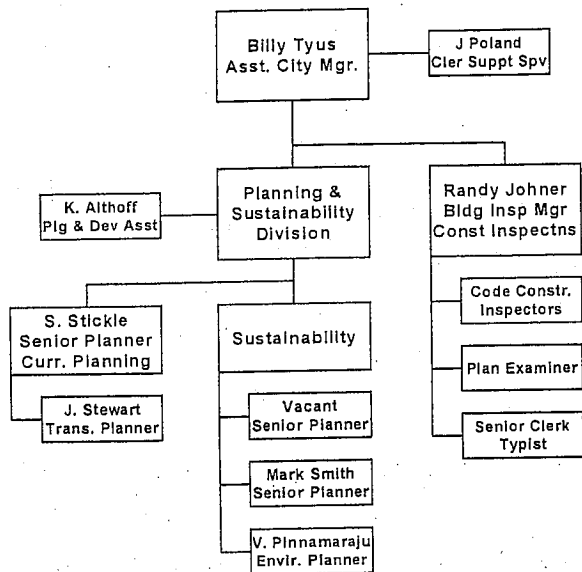 Billy Tyus
Asst. City Mgr.
J Poland
Cler Suppt Spv
K. Althoff
Plg & Dev Asst
Planning &
Sustainability
Division
Randy Johner
Bldg Insp Mgr
Const Inspectns
S. Stickle
Senior Planner
Curr. Planning
J. Stewart
Trans. Planner
Sustainability
Vacant
Senior Planner
Mark Smith
Senior Planner
V. Pinnamaraju
Envir. Planner
Code Constr.
Inspectors
Plan Examiner
Senior Clerk
Typist